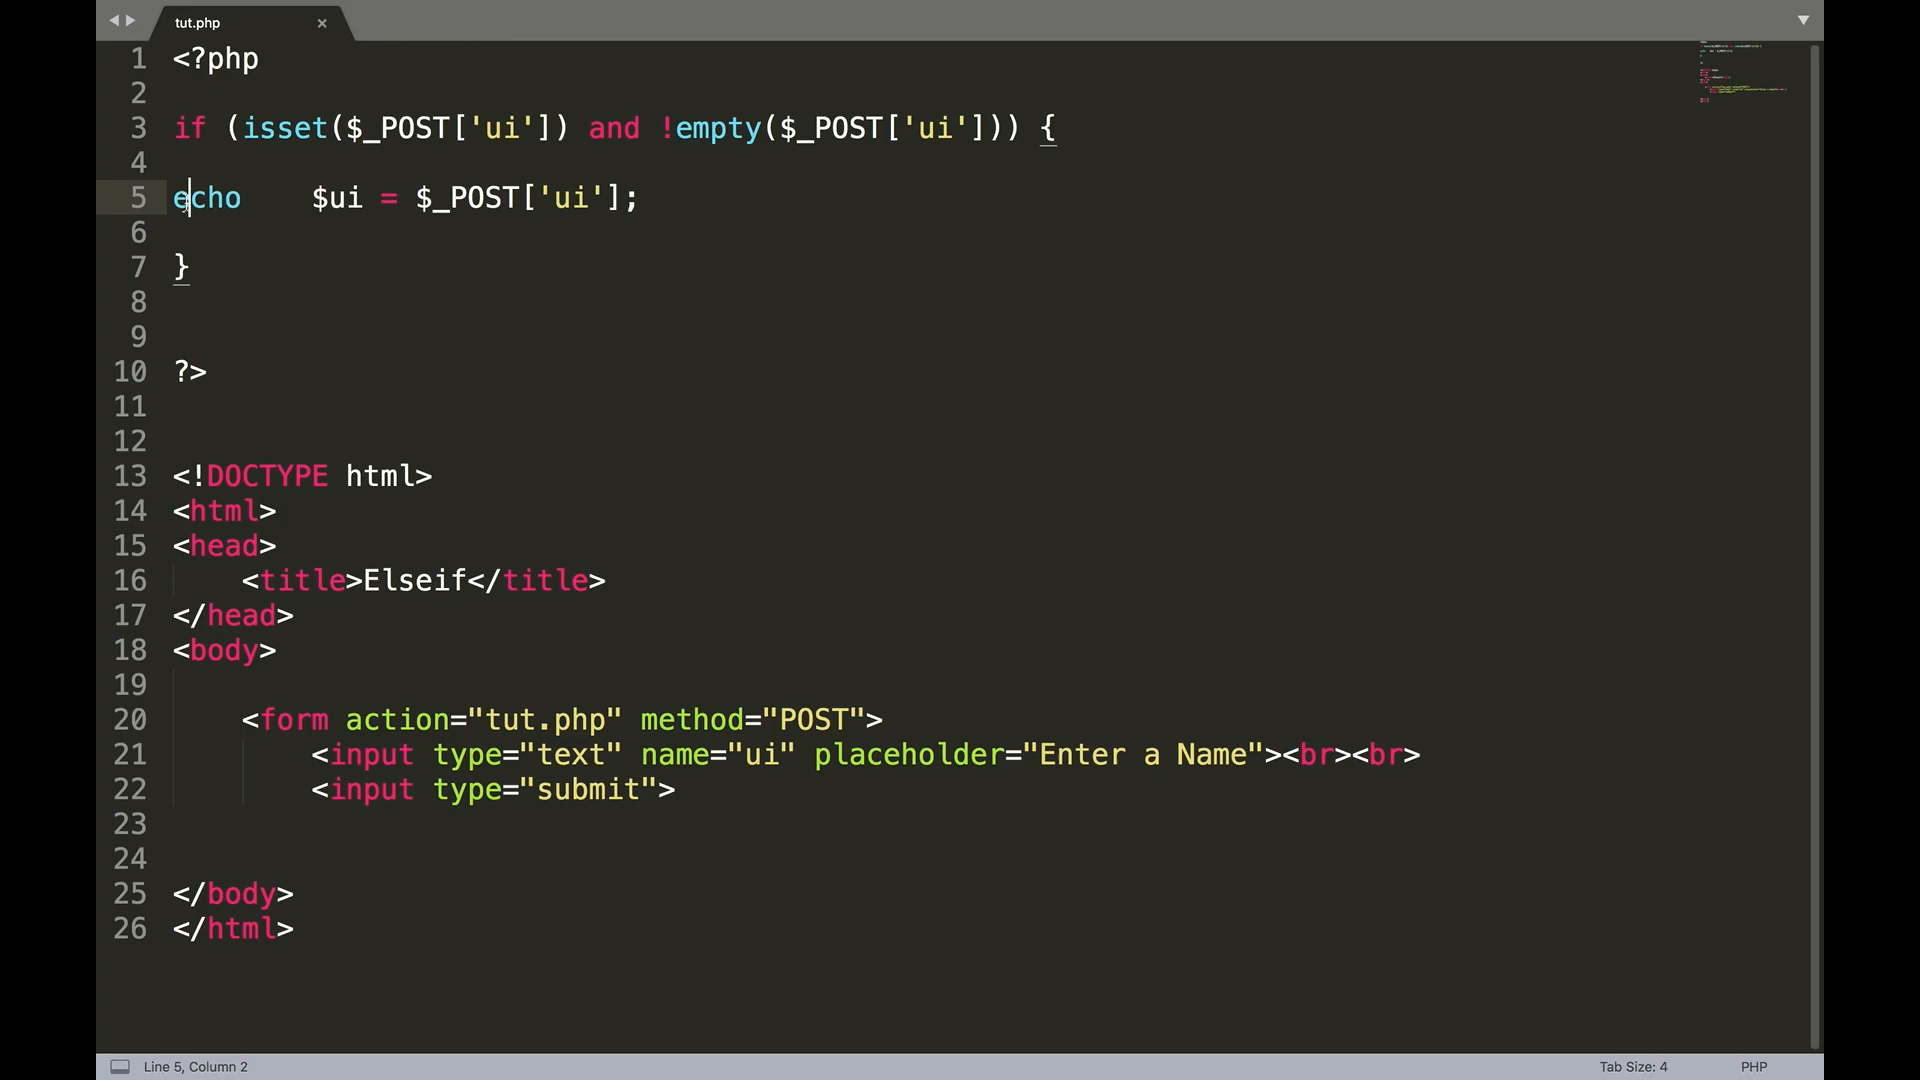 tut.php ×
1 <?php
2
3 if (isset($_POST['ui']) and !empty($_POST['ui'])) {
4
5 echo    $ui = $_POST['ui'];
6
7 }
8
9
10 ?>
11
12
13 <!DOCTYPE html>
14 <html>
15 <head>
16     <title>Elseif</title>
17 </head>
18 <body>
19
20     <form action="tut.php" method="POST">
21         <input type="text" name="ui" placeholder="Enter a Name"><br><br>
22         <input type="submit">
23
24
25 </body>
26 </html>
Line 5, Column 2 Tab Size: 4 PHP